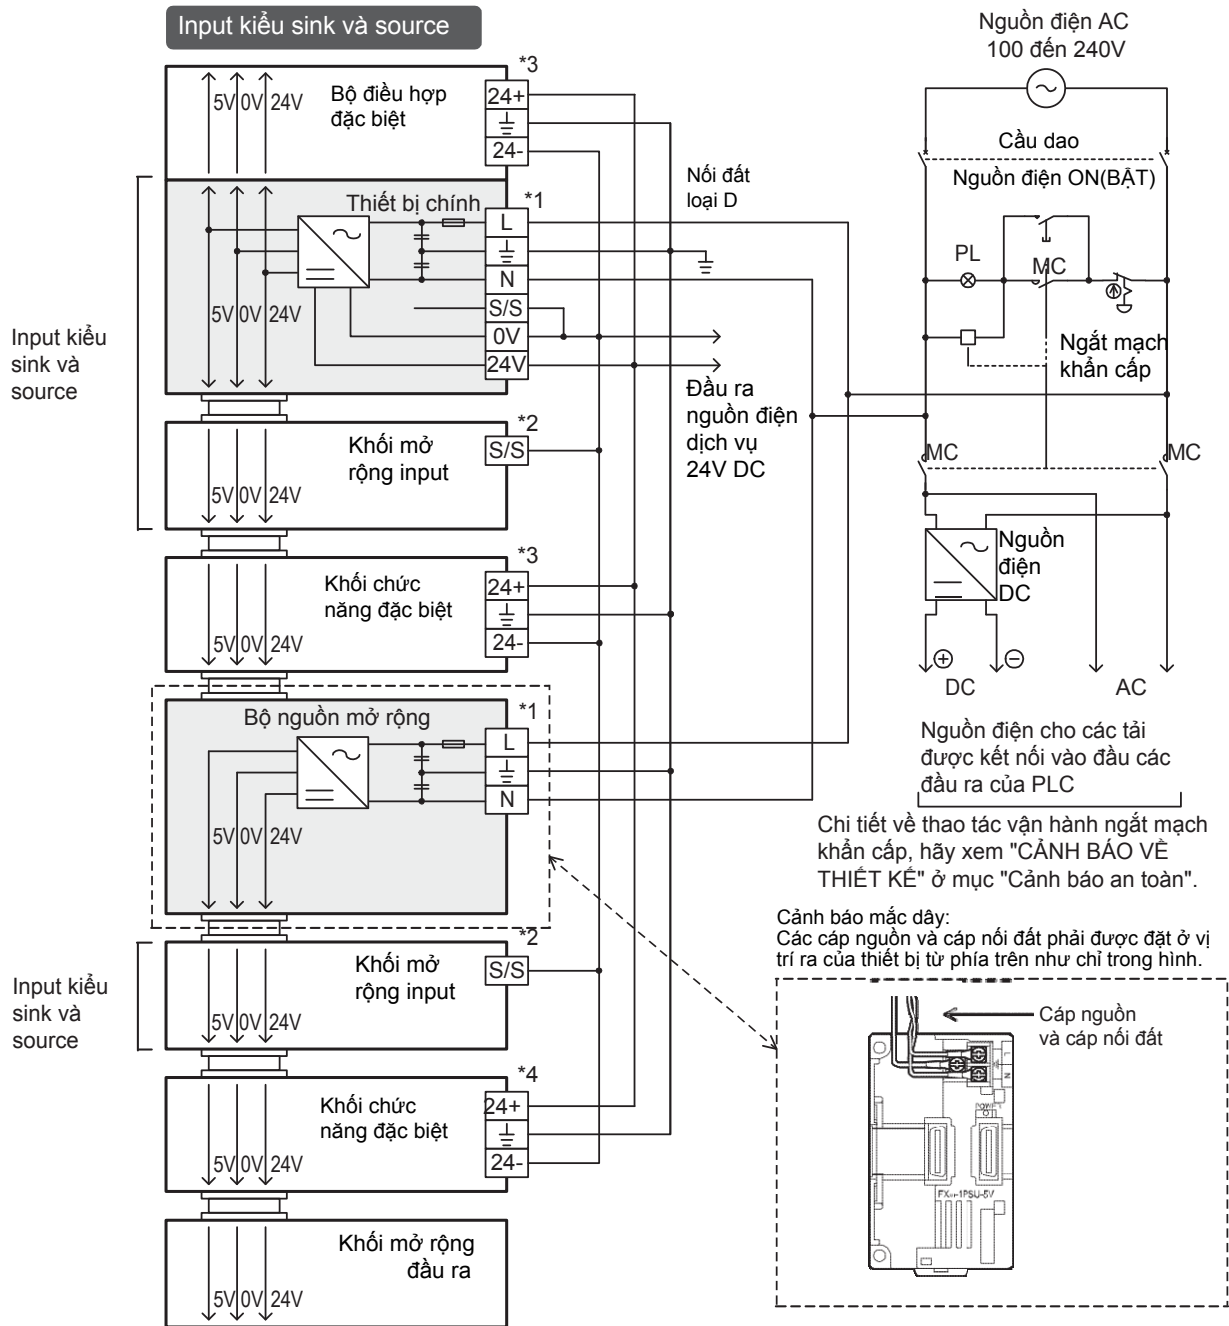 Input kiểu sink và source
Nguồn điện AC
100 đến 240V
*3
5V 0V 24V
Bộ điều hợp
đặc biệt
24+
24-
Cầu dao
Nguồn điện ON(BẬT)
Nối đất
loại D
Thiết bị chính
*1
L
N
S/S
0V
24V
5V 0V 24V
PL
MC
Ngắt mạch
khẩn cấp
Input kiểu
sink và
source
Đầu ra
nguồn điện
dịch vụ
24V DC
*2
Khối mở
rộng input
S/S
5V 0V 24V
MC
MC
*3
Khối chức
năng đặc biệt
24+
24-
5V 0V 24V
Nguồn
điện
DC
DC
AC
Bộ nguồn mở rộng
*1
L
N
5V 0V 24V
Nguồn điện cho các tải
được kết nối vào đầu các
đầu ra của PLC
Chi tiết về thao tác vận hành ngắt mạch
khẩn cấp, hãy xem "CẢNH BÁO VỀ
THIẾT KẾ" ở mục "Cảnh báo an toàn".
Cảnh báo mắc dây:
Các cáp nguồn và cáp nối đất phải được đặt ở vị
trí ra của thiết bị từ phía trên như chỉ trong hình.
*2
Khối mở
rộng input
S/S
5V 0V 24V
Input kiểu
sink và
source
Cáp nguồn
và cáp nối đất
L
N
*4
Khối chức
năng đặc biệt
24+
24-
5V 0V 24V
Khối mở rộng
đầu ra
5V 0V 24V